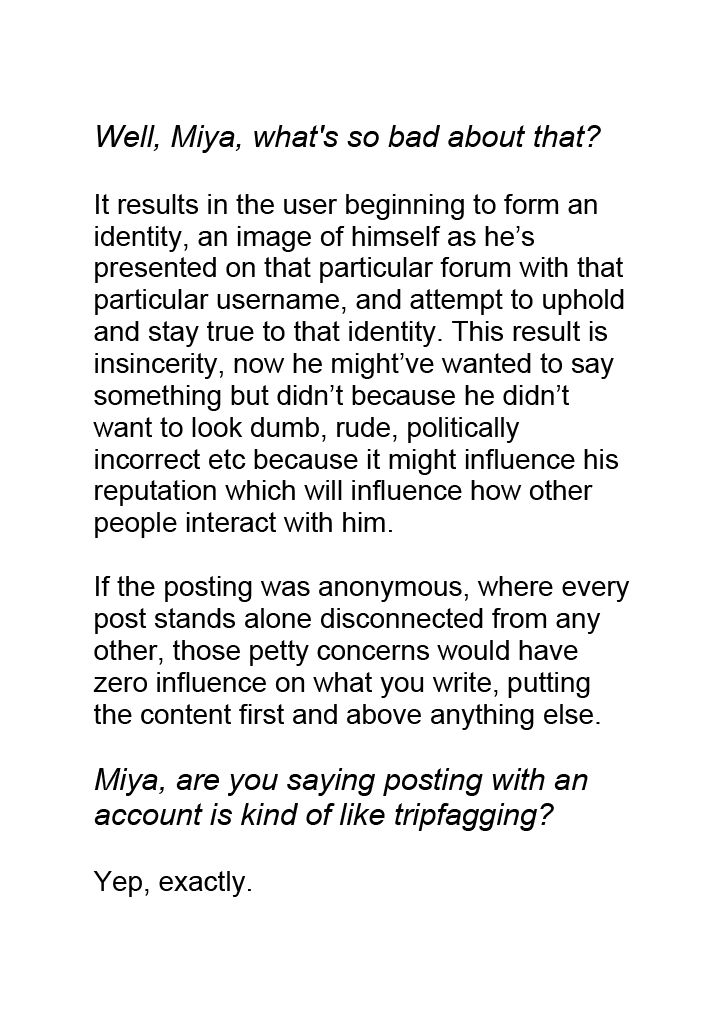 Well, Miya, what's so bad about that?
It results in the user beginning to form an
identity, an image of himself as he’s
presented on that particular forum with that
particular username, and attempt to uphold
and stay true to that identity. This result is
insincerity, now he might’ve wanted to say
something but didn’t because he didn’t
want to look dumb, rude, politically
incorrect etc because it might influence his
reputation which will influence how other
people interact with him.
If the posting was anonymous, where every
post stands alone disconnected from any
other, those petty concerns would have
zero influence on what you write, putting
the content first and above anything else.
Miya, are you saying posting with an
account is kind of like tripfagging?
Yep, exactly.